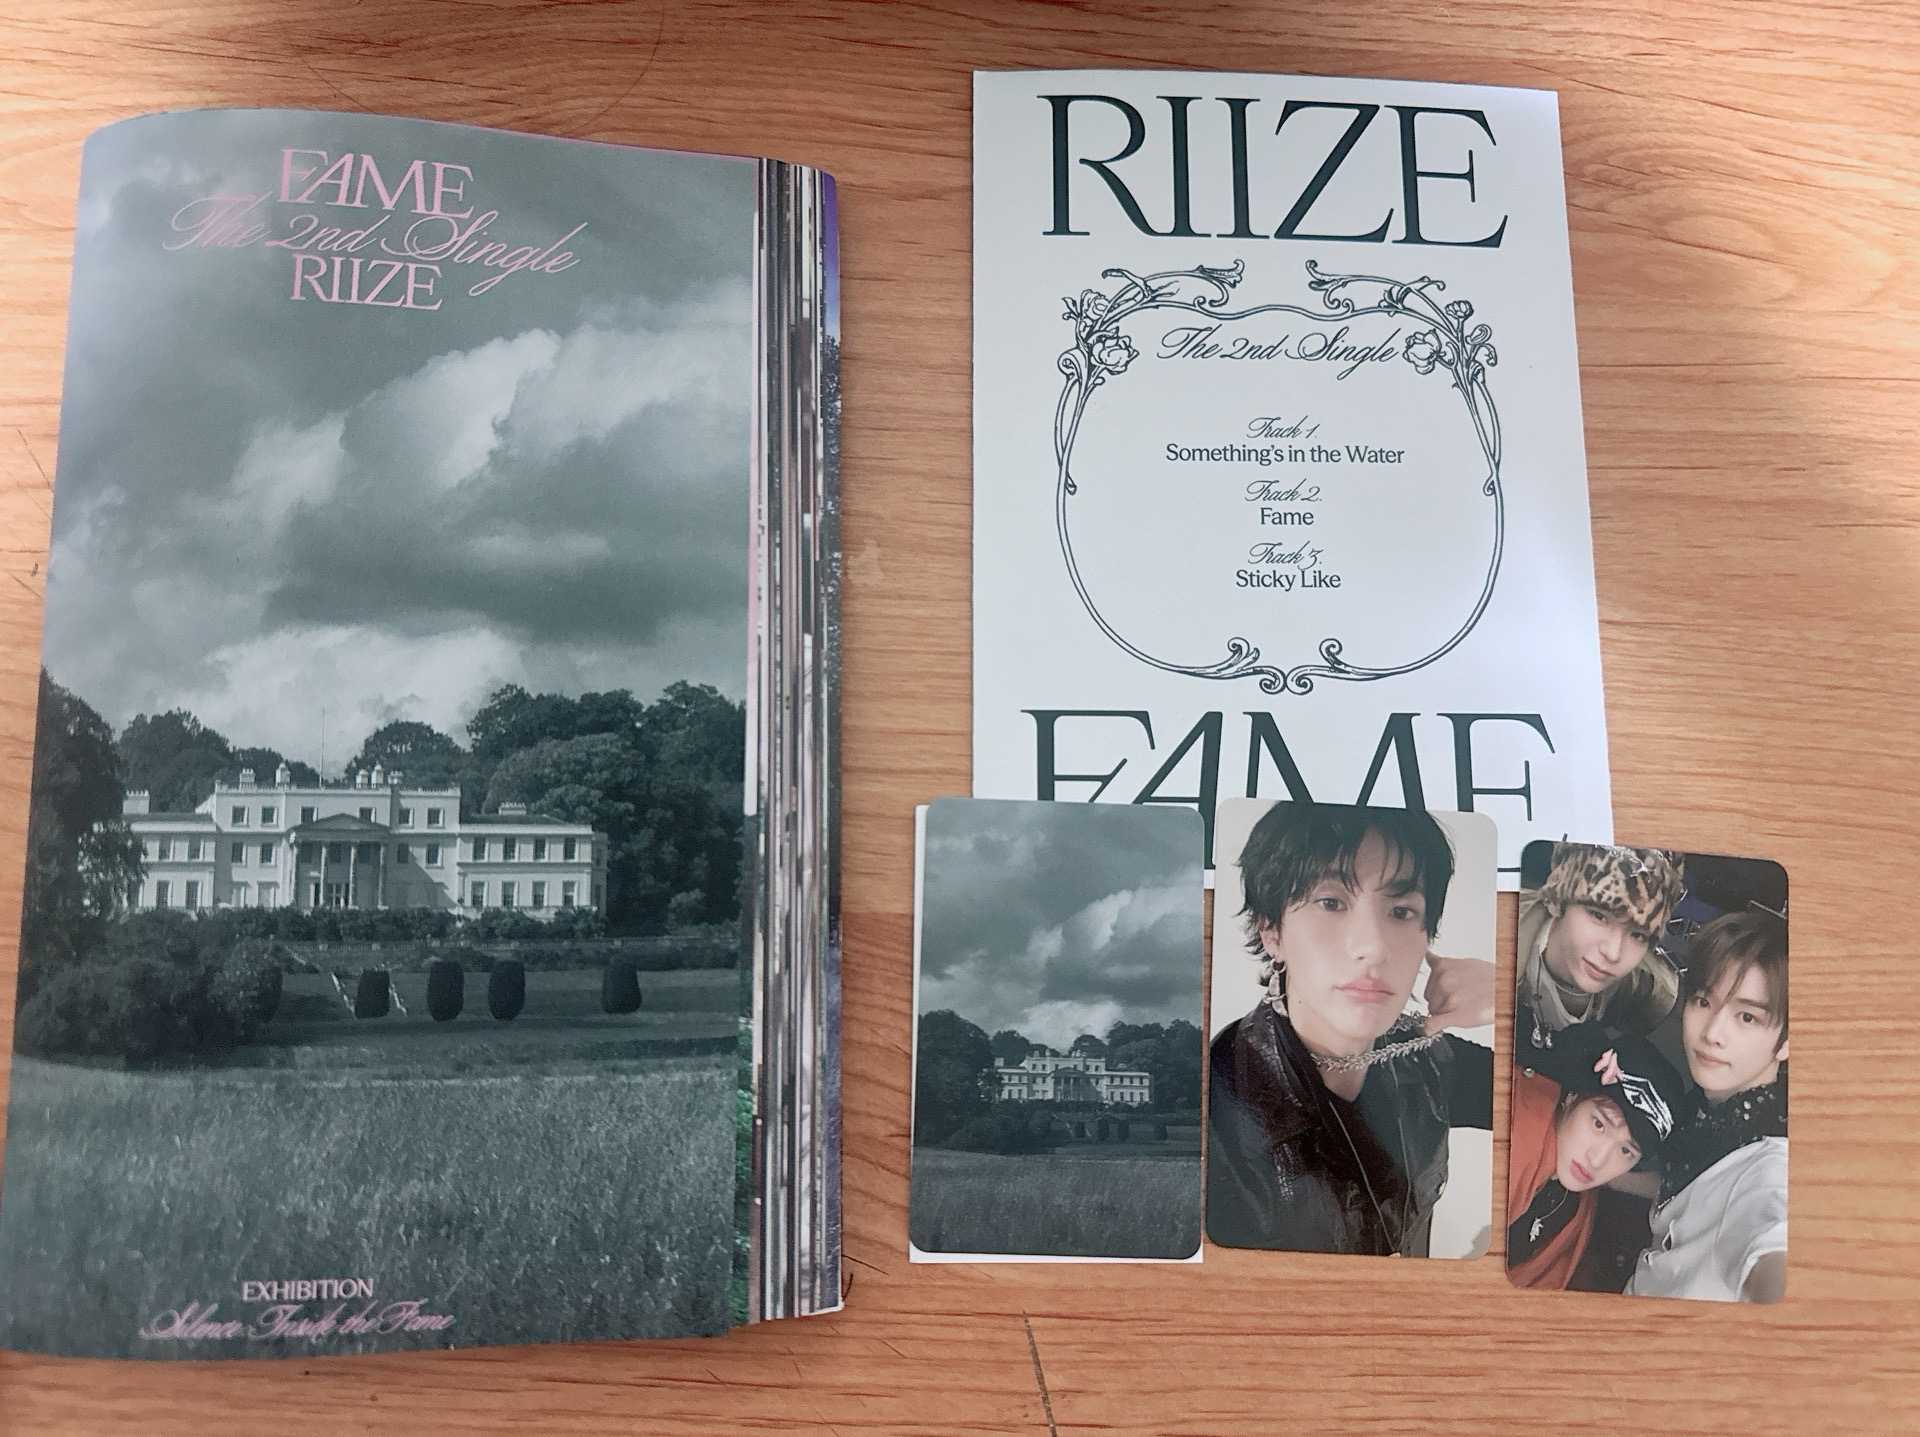 FAME
The 2nd Single
RIIZE
EXHIBITION
Silence: Inside the Fame
RIIZE
The 2nd Single
Track 1.
Something's in the Water
Track 2.
Fame
Track 3.
Sticky Like
FAME